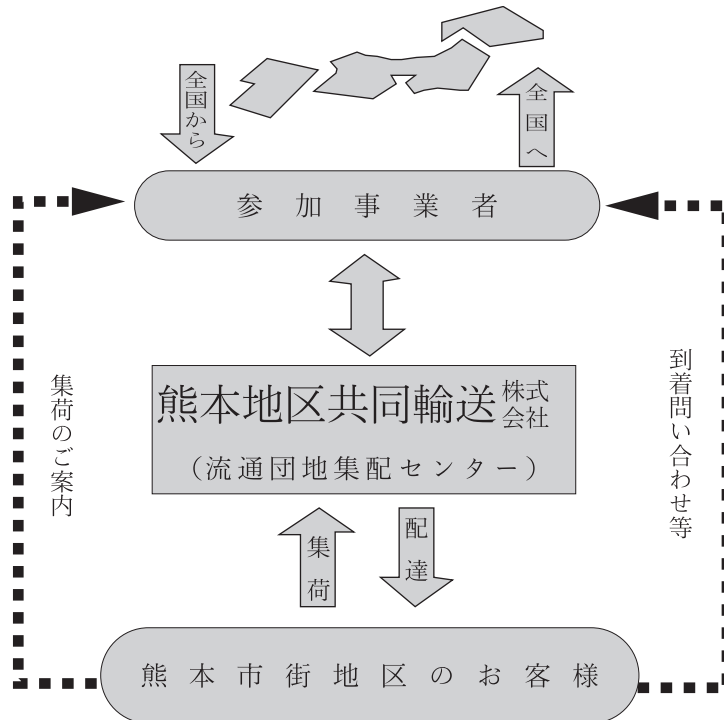 全国から
全国へ
参加事業者
熊本地区共同輸送株式会社
（流通団地集配センター）
集荷のご案内
到着問い合わせ等
集荷
配達
熊本市街地区のお客様